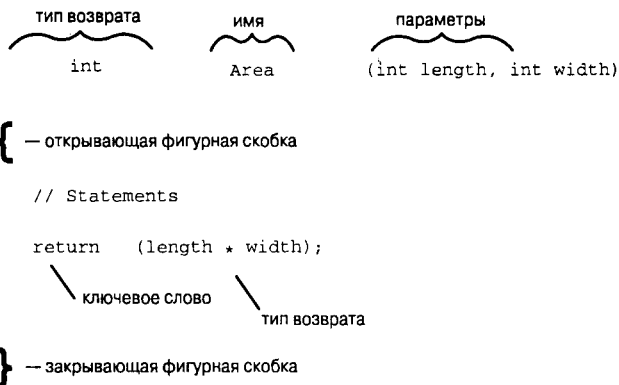 тип возврата имя параметры
int Area (int length, int width)
{ — открывающая фигурная скобка
// Statements
return (length * width);
ключевое слово
тип возврата
} — закрывающая фигурная скобка